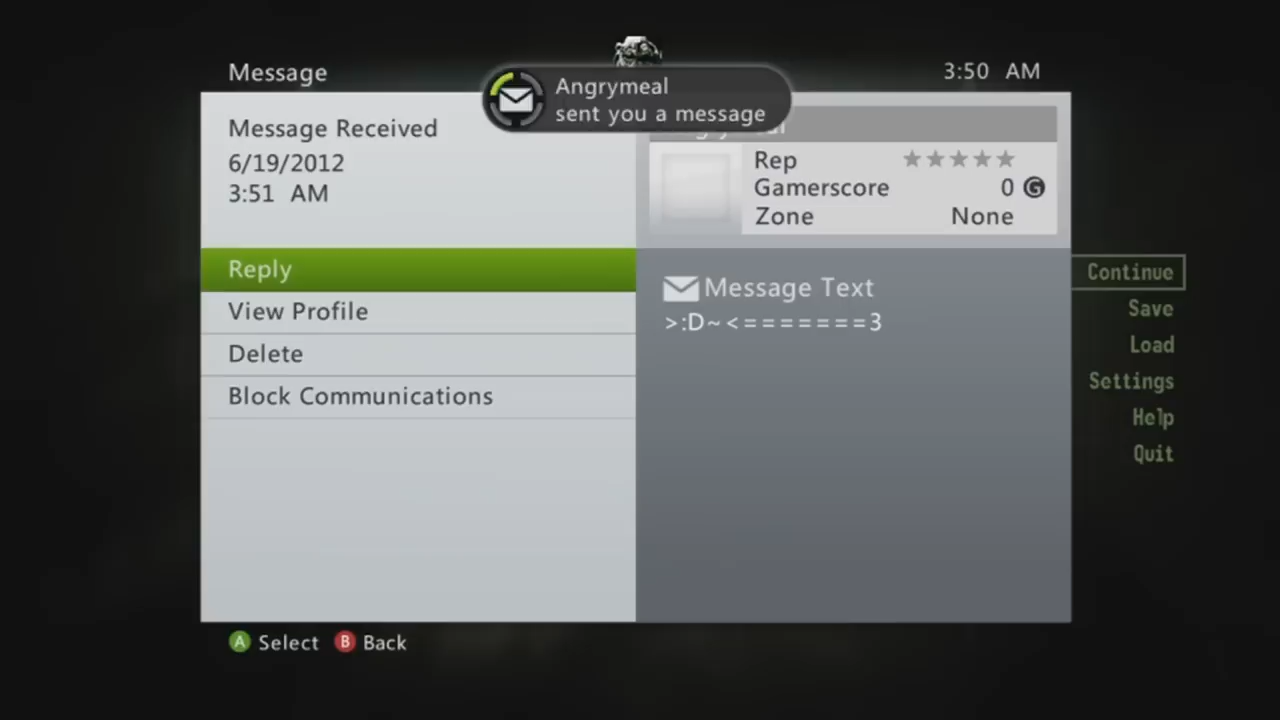 Message
3:50 AM
Angrymeal
sent you a message
Message Received
6/19/2012
3:51 AM
Rep
Gamerscore 0 G
Zone None
Reply
View Profile
Delete
Block Communications
Message Text
>:D~<=======3
Continue
Save
Load
Settings
Help
Quit
A Select B Back